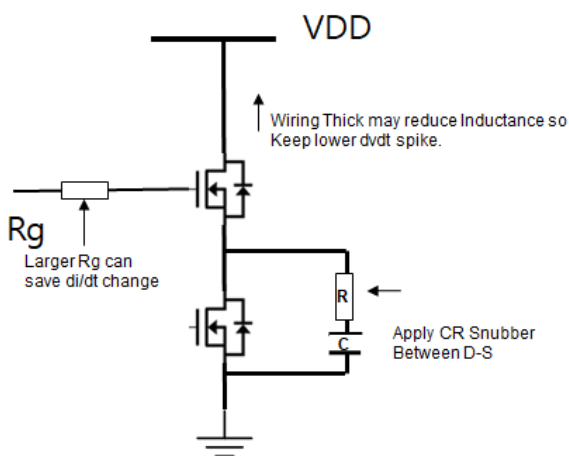 VDD
Wiring Thick may reduce Inductance so
Keep lower dvdt spike.
Rg
Larger Rg can
save di/dt change
R
C
Apply CR Snubber
Between D-S